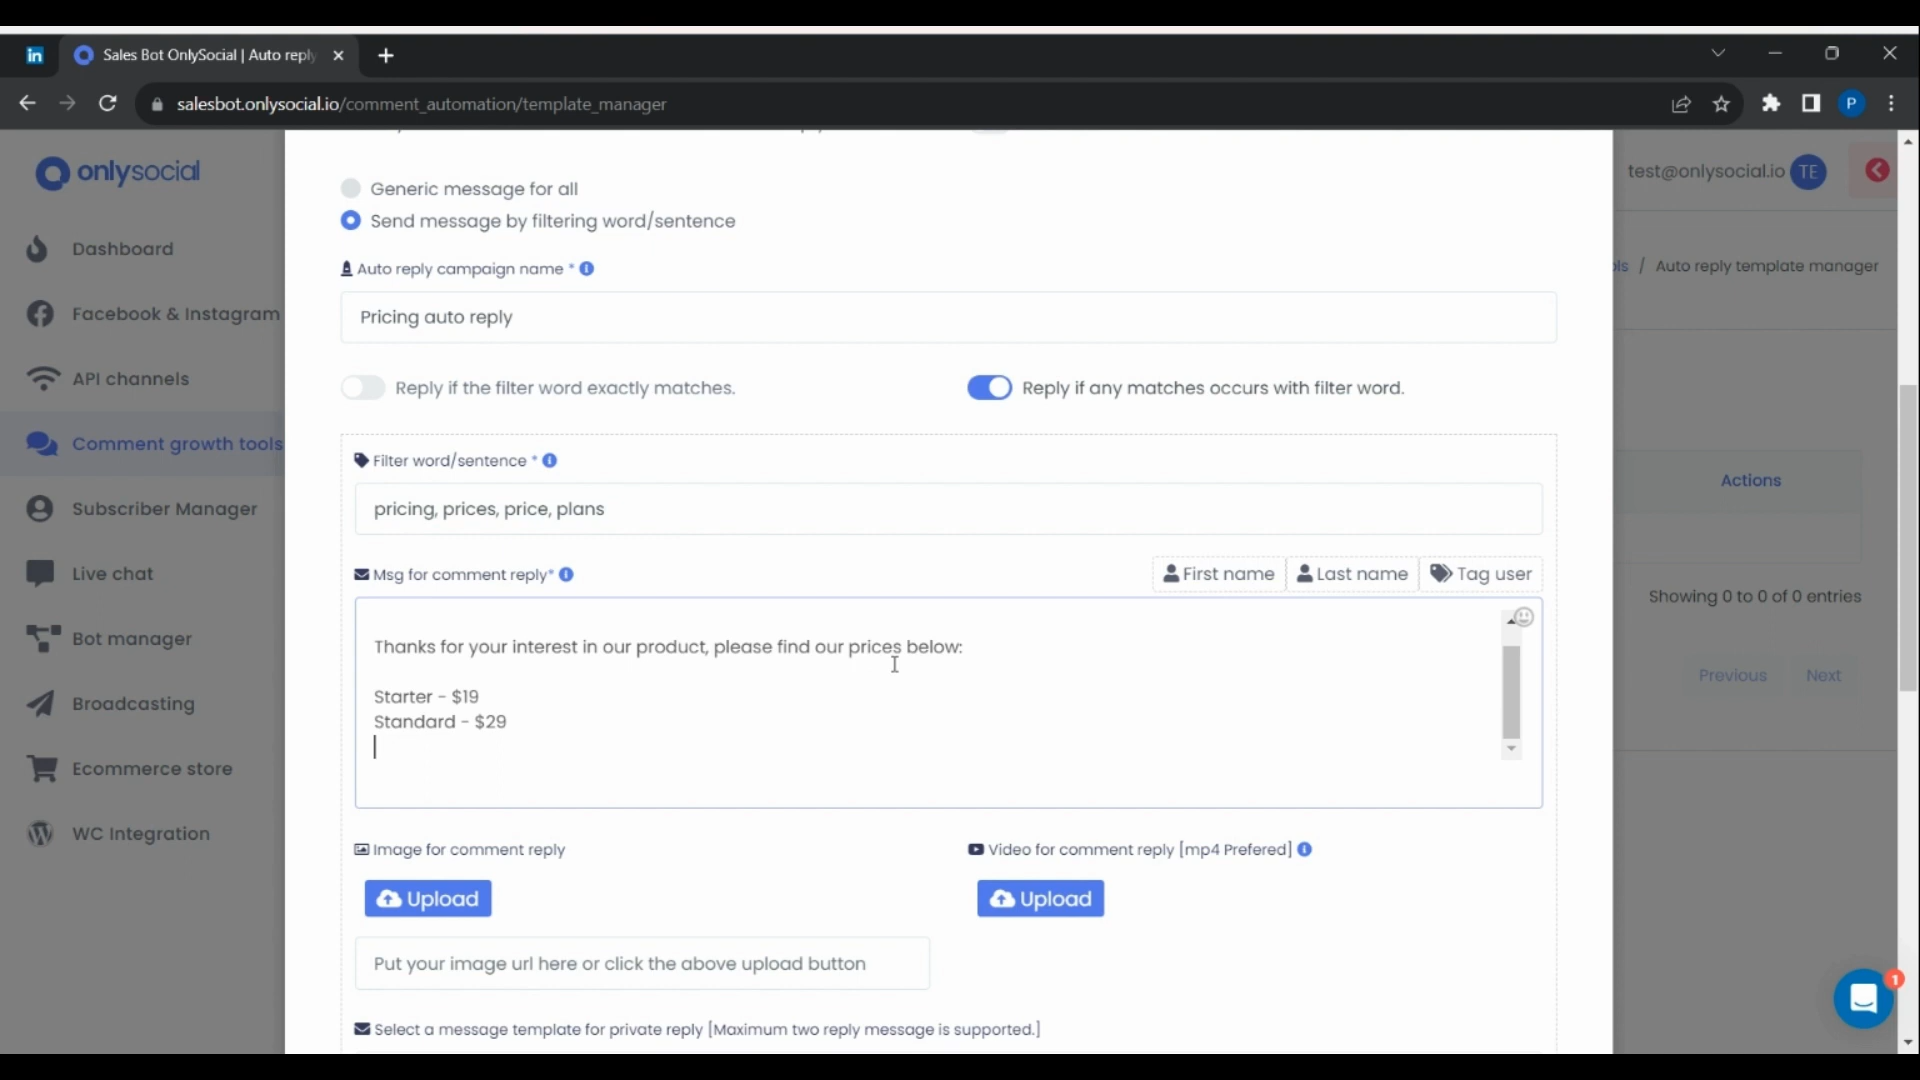 in
Sales Bot OnlySocial | Auto reply
salesbot.onlysocial.io/comment_automation/template_manager
P
onlysocial
test@onlysocial.io TE
Generic message for all
Send message by filtering word/sentence
Dashboard
Facebook & Instagram
API channels
Comment growth tools
Subscriber Manager
Live chat
Bot manager
Broadcasting
Ecommerce store
WC Integration
Auto reply campaign name *
Pricing auto reply
Reply if the filter word exactly matches.
Reply if any matches occurs with filter word.
Filter word/sentence *
pricing, prices, price, plans
Msg for comment reply*
First name
Last name
Tag user
Thanks for your interest in our product, please find our prices below:
Starter - $19
Standard - $29
Image for comment reply
Video for comment reply [mp4 Prefered]
Upload
Upload
Put your image url here or click the above upload button
Select a message template for private reply [Maximum two reply message is supported.]
/ Auto reply template manager
Actions
Showing 0 to 0 of 0 entries
Previous
Next
1